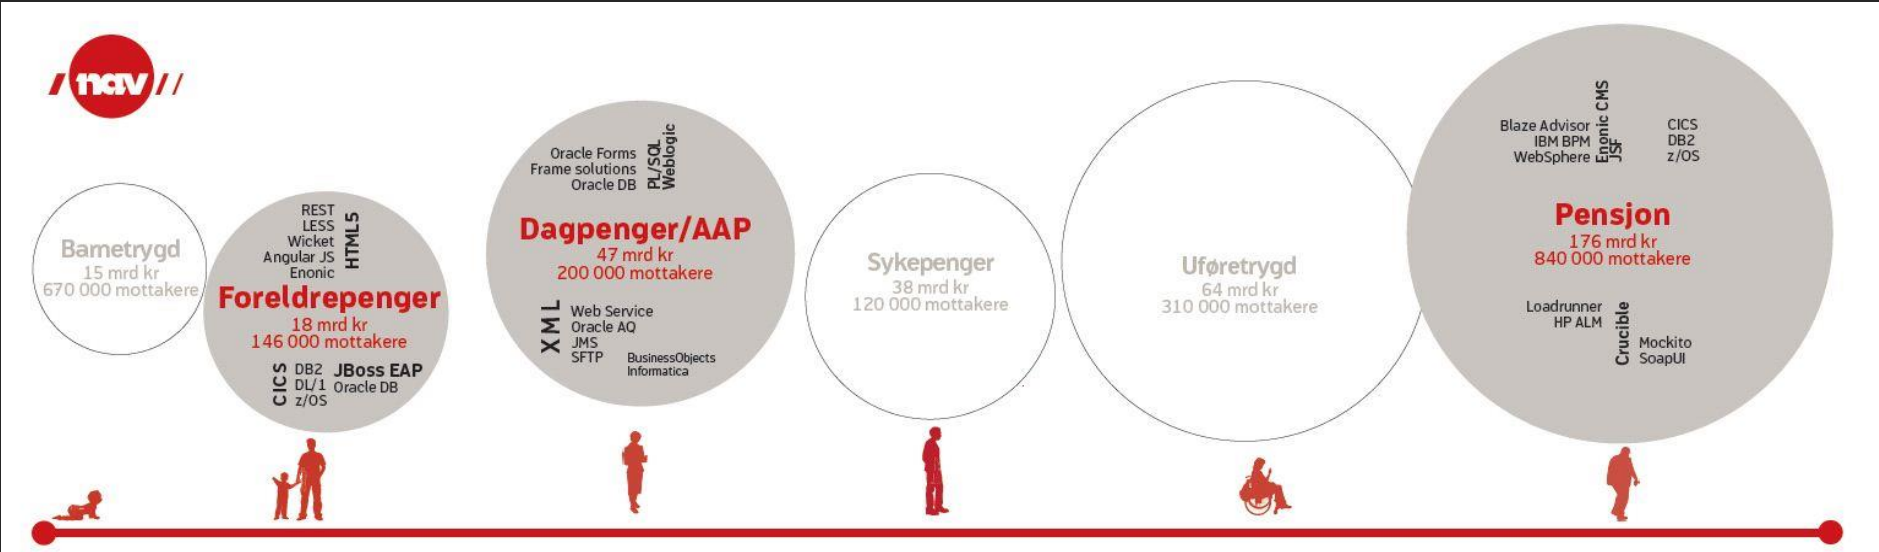 nav
Barnetrygd
15 mrd kr
670 000 mottakere
REST
LESS
Wicket
Angular JS
Enonic
HTML5
Foreldrepenger
18 mrd kr
146 000 mottakere
CICS
DB2
DL/1
z/OS
JBoss EAP
Oracle DB
Oracle Forms
Frame solutions
Oracle DB
PL/SQL
Weblogic
Dagpenger/AAP
47 mrd kr
200 000 mottakere
XML
Web Service
Oracle AQ
JMS
SFTP
BusinessObjects
Informatica
Sykepenger
38 mrd kr
120 000 mottakere
Uføretrygd
64 mrd kr
310 000 mottakere
Blaze Advisor
IBM BPM
WebSphere
Enonic CMS
JSF
CICS
DB2
z/OS
Pensjon
176 mrd kr
840 000 mottakere
Loadrunner
HP ALM
Crucible
Mockito
SoapUI